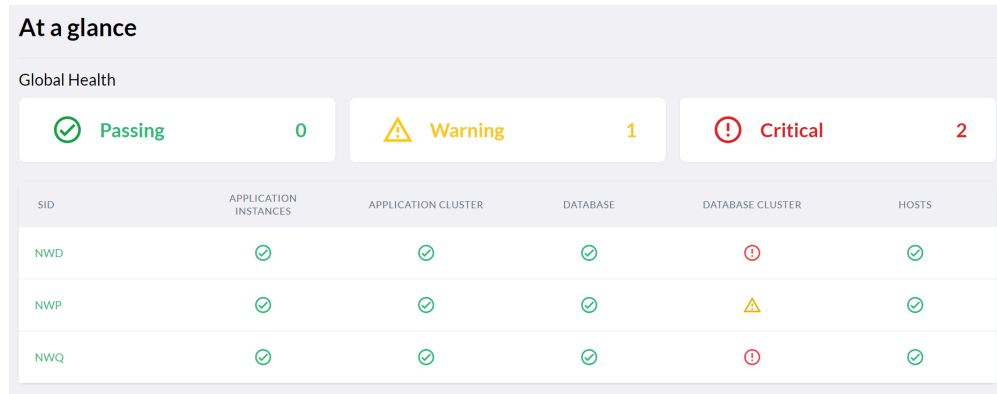 At a glance
Global Health
Passing 0
Warning 1
Critical 2
SID APPLICATION INSTANCES APPLICATION CLUSTER DATABASE DATABASE CLUSTER HOSTS
NWD
NWP
NWQ